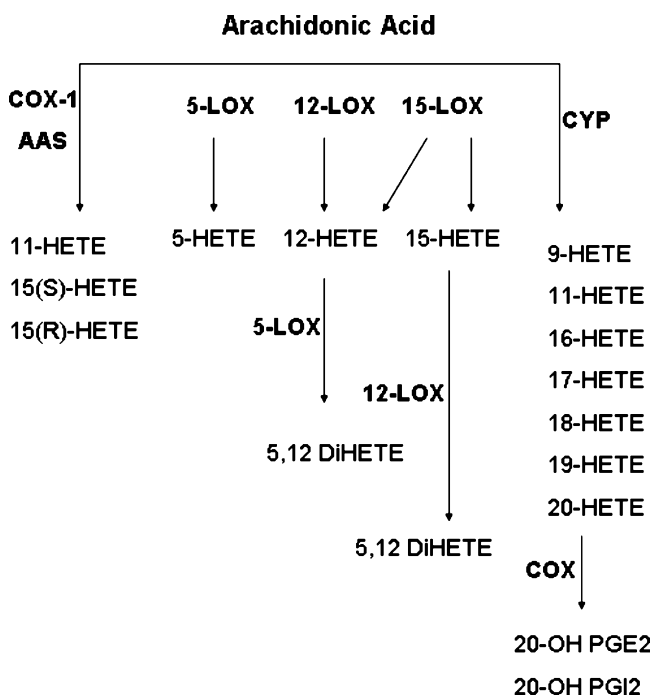 Arachidonic Acid
COX-1
AAS
5-LOX
12-LOX
15-LOX
CYP
11-HETE
15(S)-HETE
15(R)-HETE
5-HETE
12-HETE
15-HETE
9-HETE
11-HETE
16-HETE
17-HETE
18-HETE
19-HETE
20-HETE
5-LOX
12-LOX
5,12 DiHETE
5,12 DiHETE
COX
20-OH PGE2
20-OH PGI2